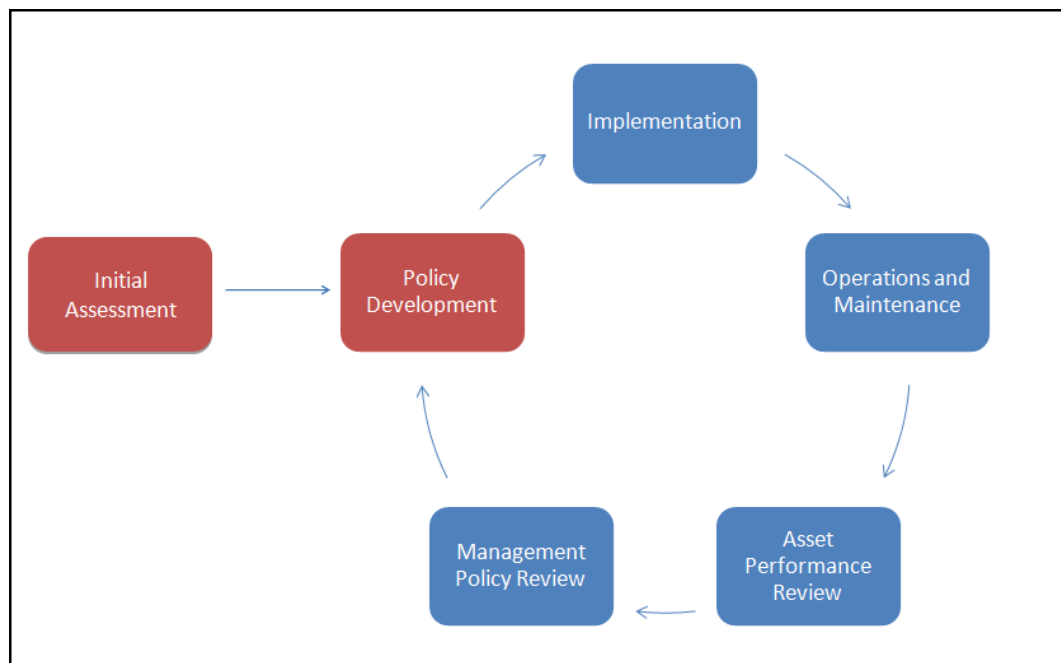 Initial
Assessment
Policy
Development
Implementation
Operations and
Maintenance
Asset
Performance
Review
Management
Policy Review